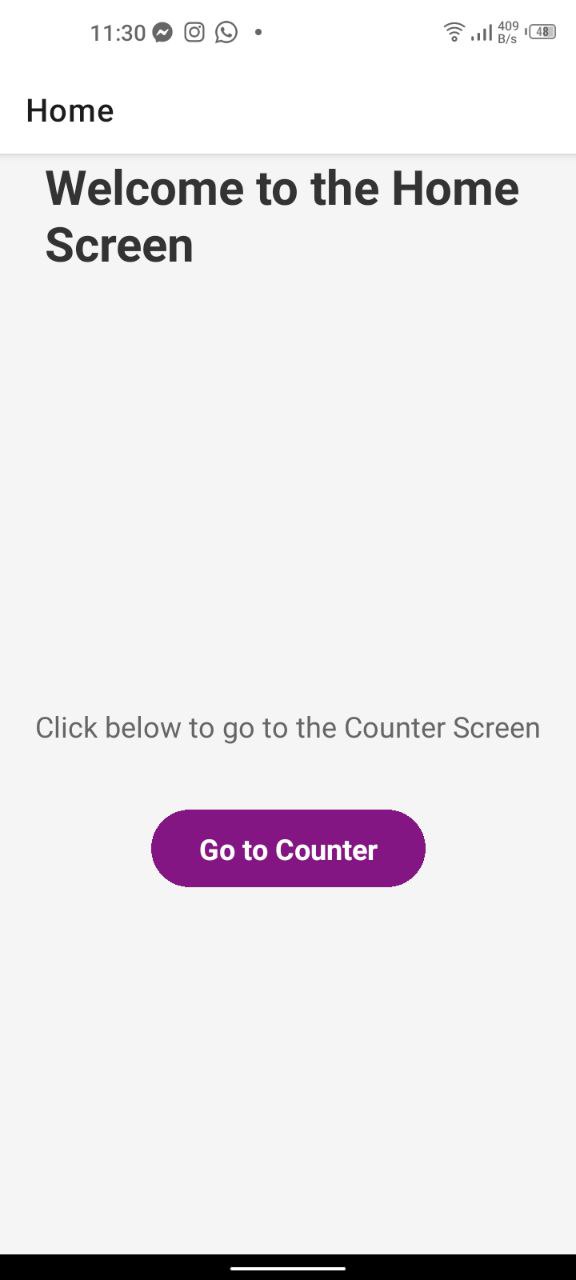 11:30 409
B/s 48
Home
Welcome to the Home
Screen
Click below to go to the Counter Screen
Go to Counter